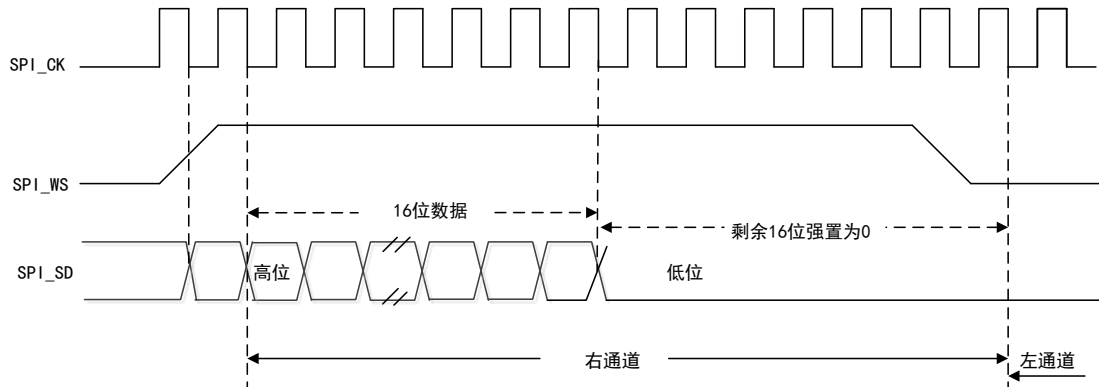 SPI_CK
SPI_WS
16位数据
剩余16位强置为0
SPI_SD
高位
低位
右通道
左通道